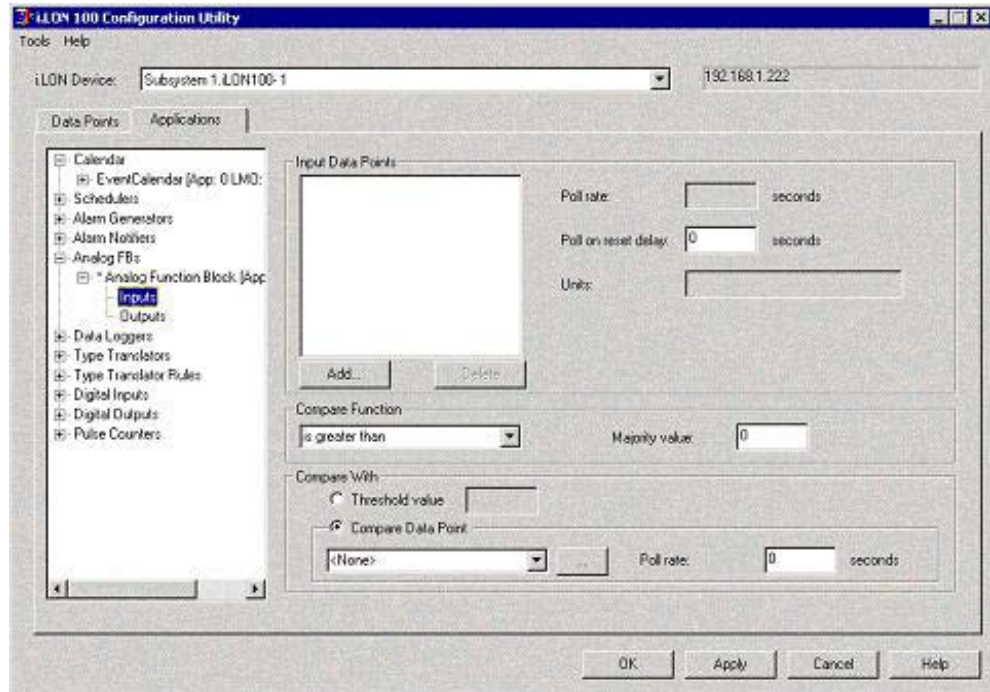 i.LON 100 Configuration Utility
Tools Help
i.LON Device: Subsystem 1.iLON100-1 192.168.1.222
Data Points Applications
Calendar
EventCalendar [App: 0 LMO:
Schedulers
Alarm Generators
Alarm Notifiers
Analog FBs
* Analog Function Block [App
Inputs
Outputs
Data Loggers
Type Translators
Type Translator Rules
Digital Inputs
Digital Outputs
Pulse Counters
Input Data Points
Add... Delete
Poll rate: seconds
Poll on reset delay: 0 seconds
Units:
Compare Function
is greater than Majority value: 0
Compare With
Threshold value
Compare Data Point
<None> ... Poll rate: 0 seconds
OK Apply Cancel Help